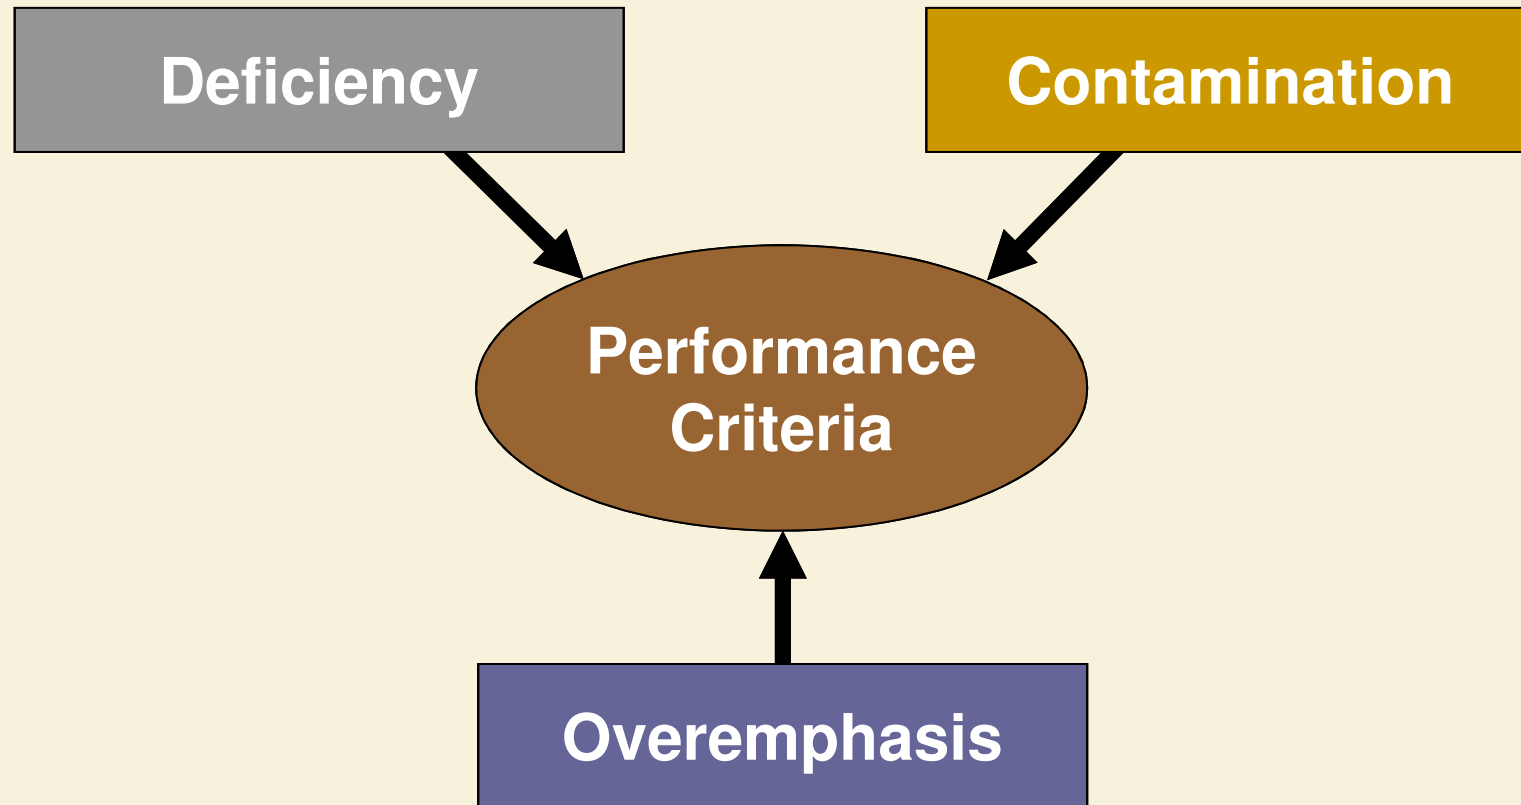 Deficiency
Contamination
Performance
Criteria
Overemphasis